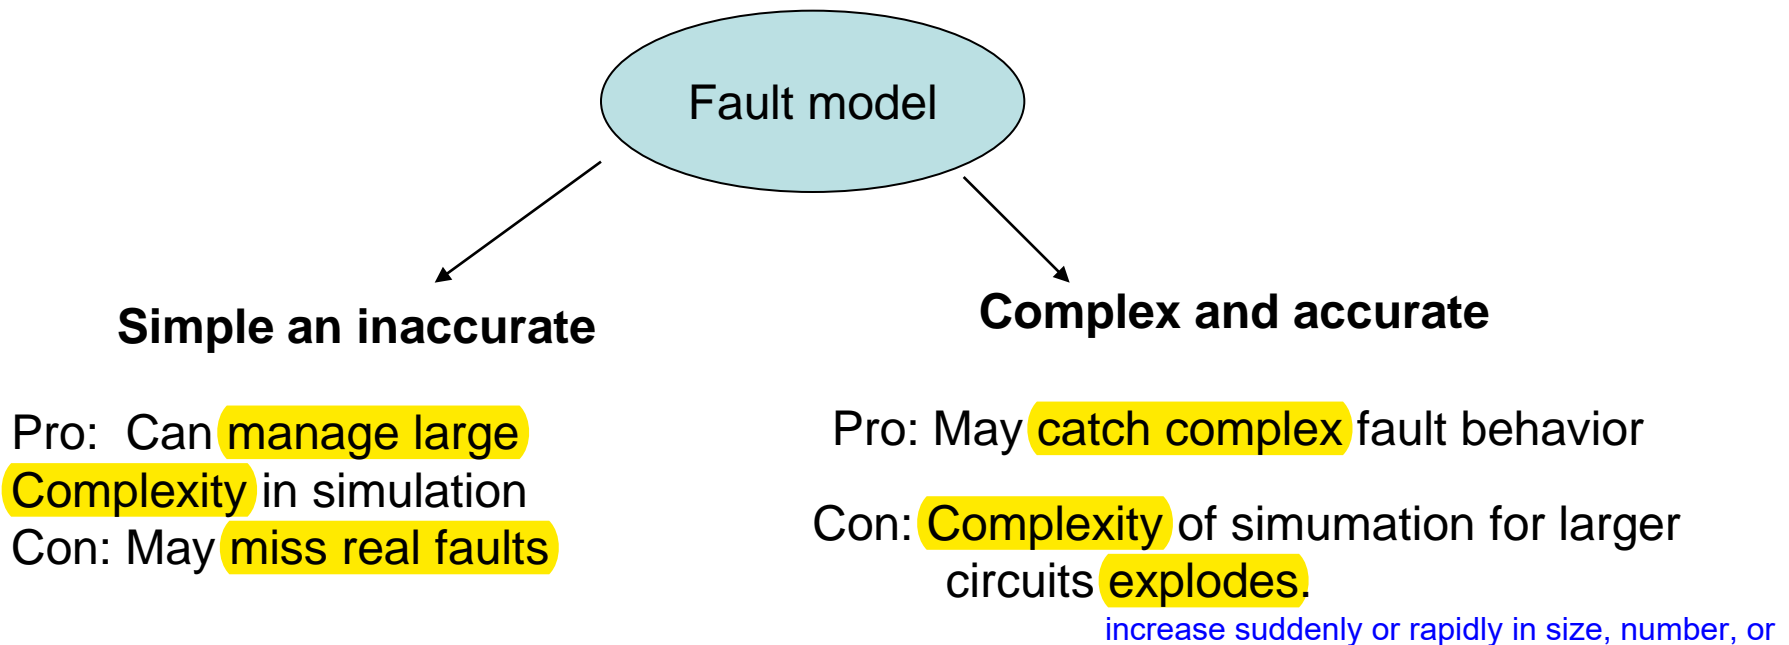 Fault model
Simple an inaccurate
Complex and accurate
Pro: Can manage large
Complexity in simulation
Con: May miss real faults
Pro: May catch complex fault behavior
Con: Complexity of simumation for larger
circuits explodes.
increase suddenly or rapidly in size, number, or